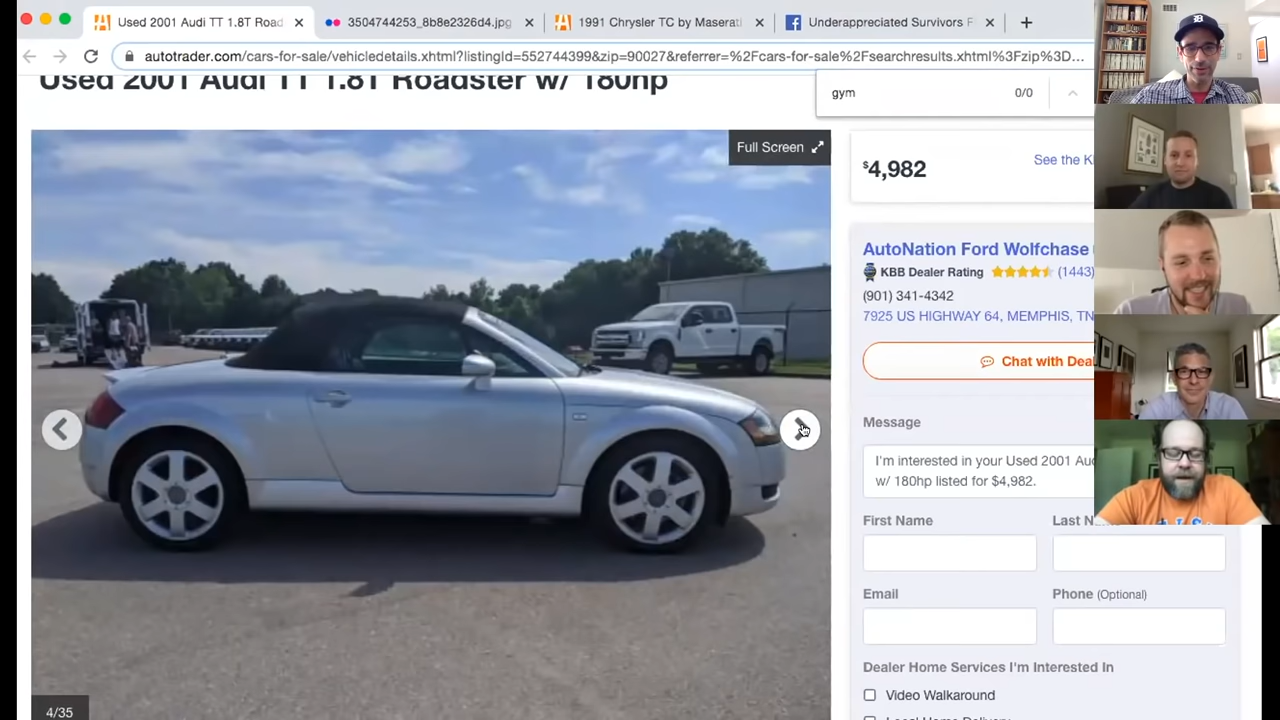 Used 2001 Audi TT 1.8T Road
3504744253_8b8e2326d4.jpg
1991 Chrysler TC by Maserati
Underappreciated Survivors F
autotrader.com/cars-for-sale/vehicledetails.xhtml?listingId=552744399&zip=90027&referrer=%2Fcars-for-sale%2Fsearchresults.xhtml%3Fzip%3D...
Used 2001 Audi TT 1.8T Roadster w/ 180hp
gym
0/0
Full Screen
$4,982
See the K
AutoNation Ford Wolfchase
KBB Dealer Rating
(1443)
(901) 341-4342
7925 US HIGHWAY 64, MEMPHIS, TN
Chat with Dea
Message
I'm interested in your Used 2001 Aud
w/ 180hp listed for $4,982.
First Name
Last N
Email
Phone (Optional)
Dealer Home Services I'm Interested In
Video Walkaround
Local Home Delivery
4/35